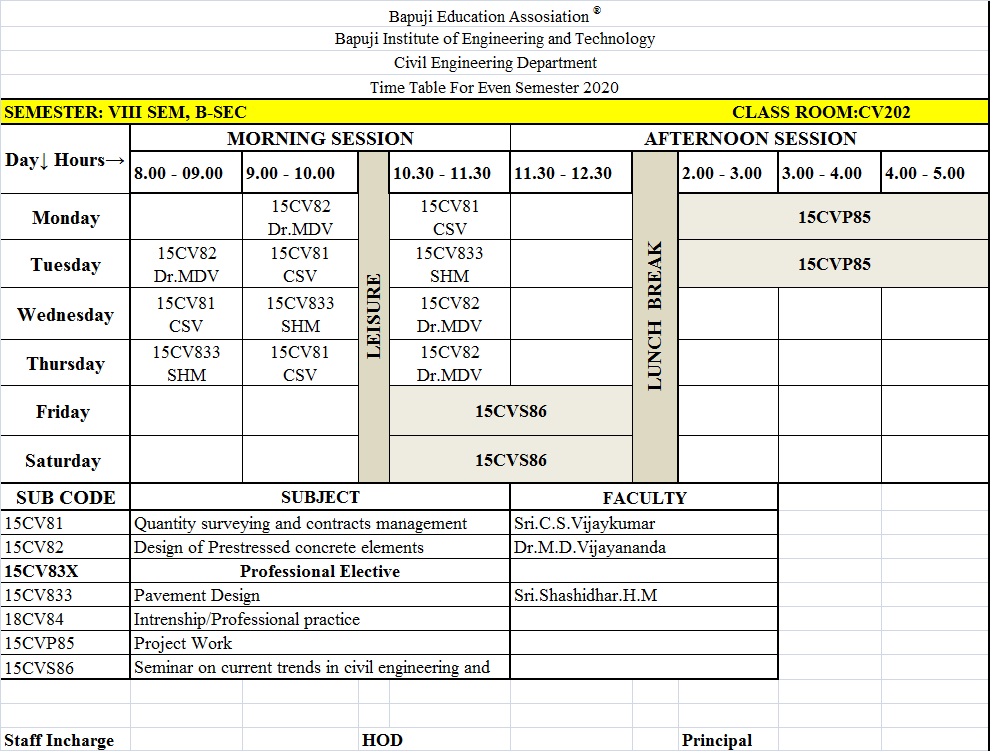 Bapuji Education Assosiation ®
Bapuji Institute of Engineering and Technology
Civil Engineering Department
Time Table For Even Semester 2020
SEMESTER: VIII SEM, B-SEC CLASS ROOM:CV202
Day↓ Hours→ MORNING SESSION AFTERNOON SESSION
8.00 - 09.00 9.00 - 10.00 LEISURE 10.30 - 11.30 11.30 - 12.30 LUNCH BREAK 2.00 - 3.00 3.00 - 4.00 4.00 - 5.00
Monday 15CV82 Dr.MDV 15CV81 CSV 15CVP85
Tuesday 15CV82 Dr.MDV 15CV81 CSV 15CV833 SHM 15CVP85
Wednesday 15CV81 CSV 15CV833 SHM 15CV82 Dr.MDV
Thursday 15CV833 SHM 15CV81 CSV 15CV82 Dr.MDV
Friday 15CVS86
Saturday 15CVS86
SUB CODE SUBJECT FACULTY
15CV81 Quantity surveying and contracts management Sri.C.S.Vijaykumar
15CV82 Design of Prestressed concrete elements Dr.M.D.Vijayananda
15CV83X Professional Elective
15CV833 Pavement Design Sri.Shashidhar.H.M
18CV84 Intrenship/Professional practice
15CVP85 Project Work
15CVS86 Seminar on current trends in civil engineering and
Staff Incharge HOD Principal